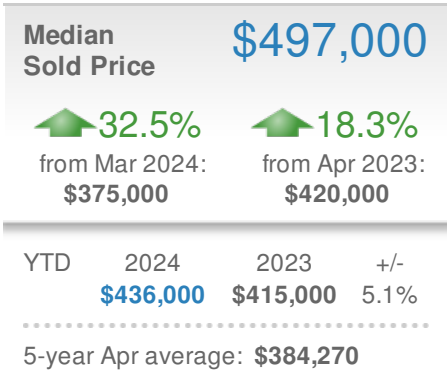 Median $497,000
Sold Price
32.5% 18.3%
from Mar 2024: from Apr 2023:
$375,000 $420,000
YTD 2024 2023 +/-
$436,000 $415,000 5.1%
5-year Apr average: $384,270